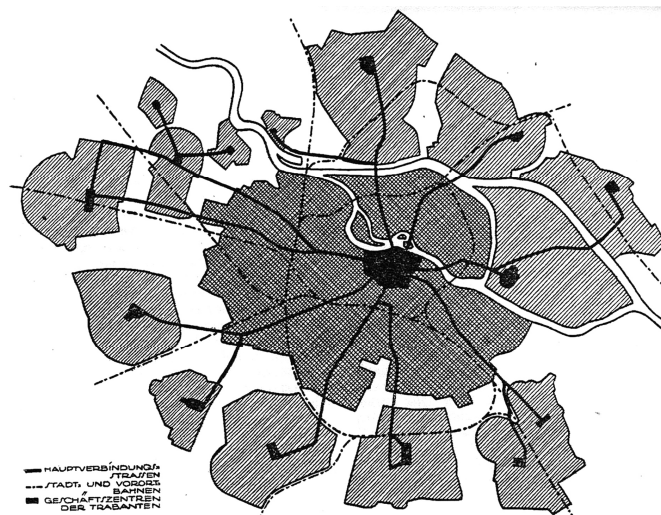 HAUPTVERBINDUNGS-
STRASSEN
STADT- UND VORORT-
BAHNEN
GESCHÄFTSZENTREN
DER TRABANTEN